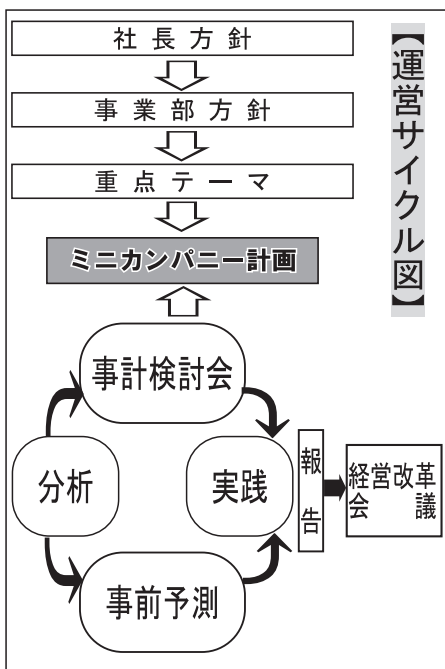 【運営サイクル図】
社長方針
事業部方針
重点テーマ
ミニカンパニー計画
事計検討会
分析
実践
報告
経営改革
会議
事前予測